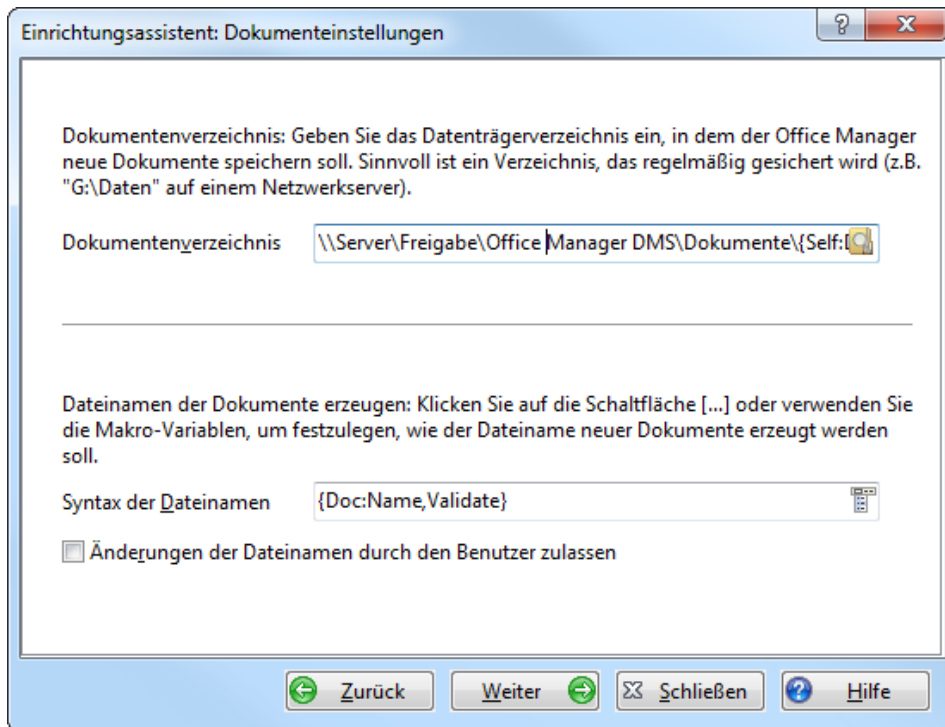 Einrichtungsassistent: Dokumenteinstellungen
Dokumentenverzeichnis: Geben Sie das Datenträgerverzeichnis ein, in dem der Office Manager
neue Dokumente speichern soll. Sinnvoll ist ein Verzeichnis, das regelmäßig gesichert wird (z.B.
"G:\Daten" auf einem Netzwerkserver).
Dokumentenverzeichnis \\Server\Freigabe\Office Manager DMS\Dokumente\{Self:
Dateinamen der Dokumente erzeugen: Klicken Sie auf die Schaltfläche [...] oder verwenden Sie
die Makro-Variablen, um festzulegen, wie der Dateiname neuer Dokumente erzeugt werden
soll.
Syntax der Dateinamen {Doc:Name,Validate}
Änderungen der Dateinamen durch den Benutzer zulassen
Zurück Weiter Schließen Hilfe